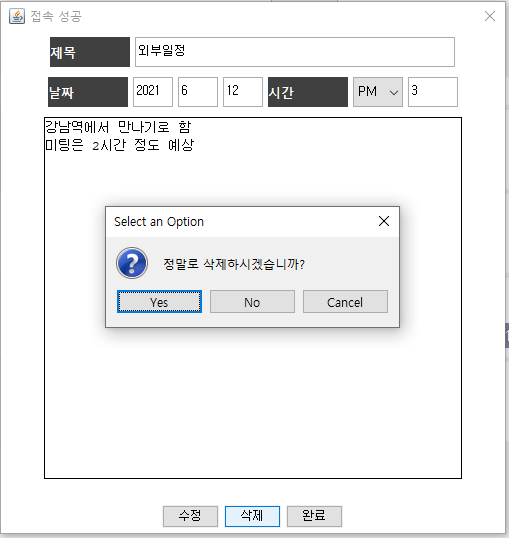 접속 성공
제목 외부일정
날짜 2021 6 12 시간 PM 3
강남역에서 만나기로 함
미팅은 2시간 정도 예상
Select an Option
정말로 삭제하시겠습니까?
Yes No Cancel
수정 삭제 완료